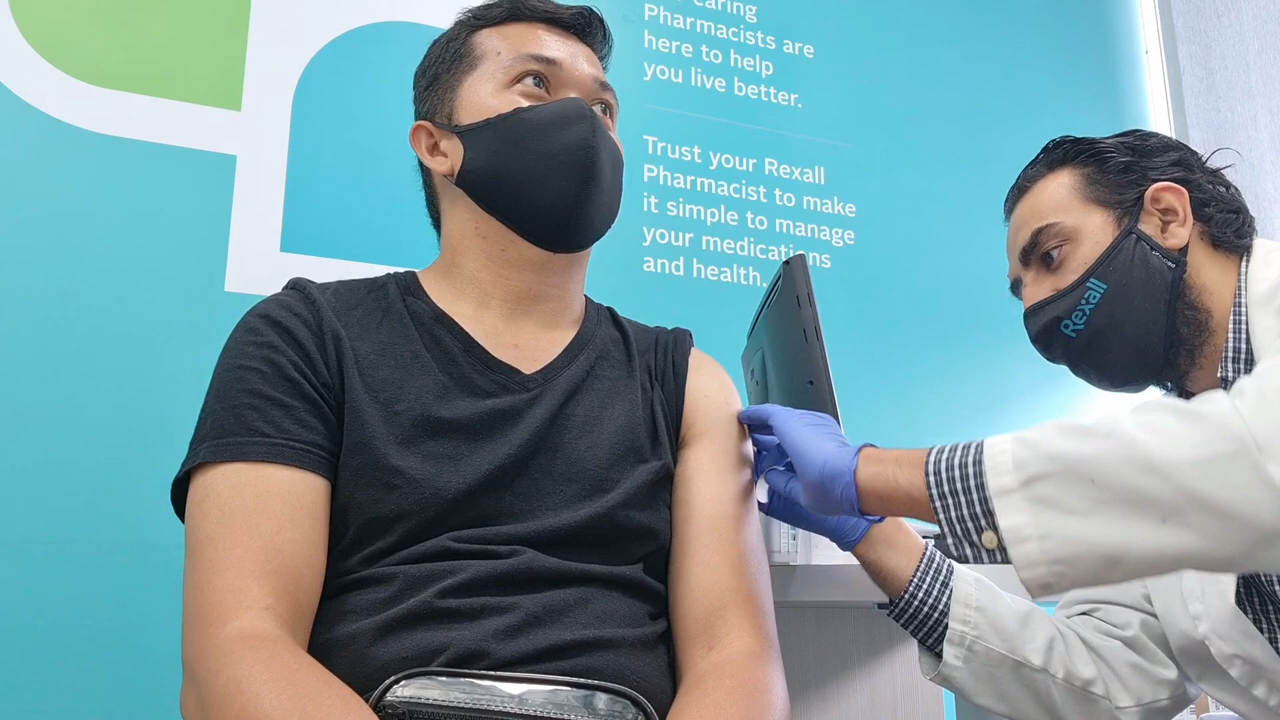 caring
Pharmacists are
here to help
you live better.
Trust your Rexall
Pharmacist to make
it simple to manage
your medications
and health.
Rexall